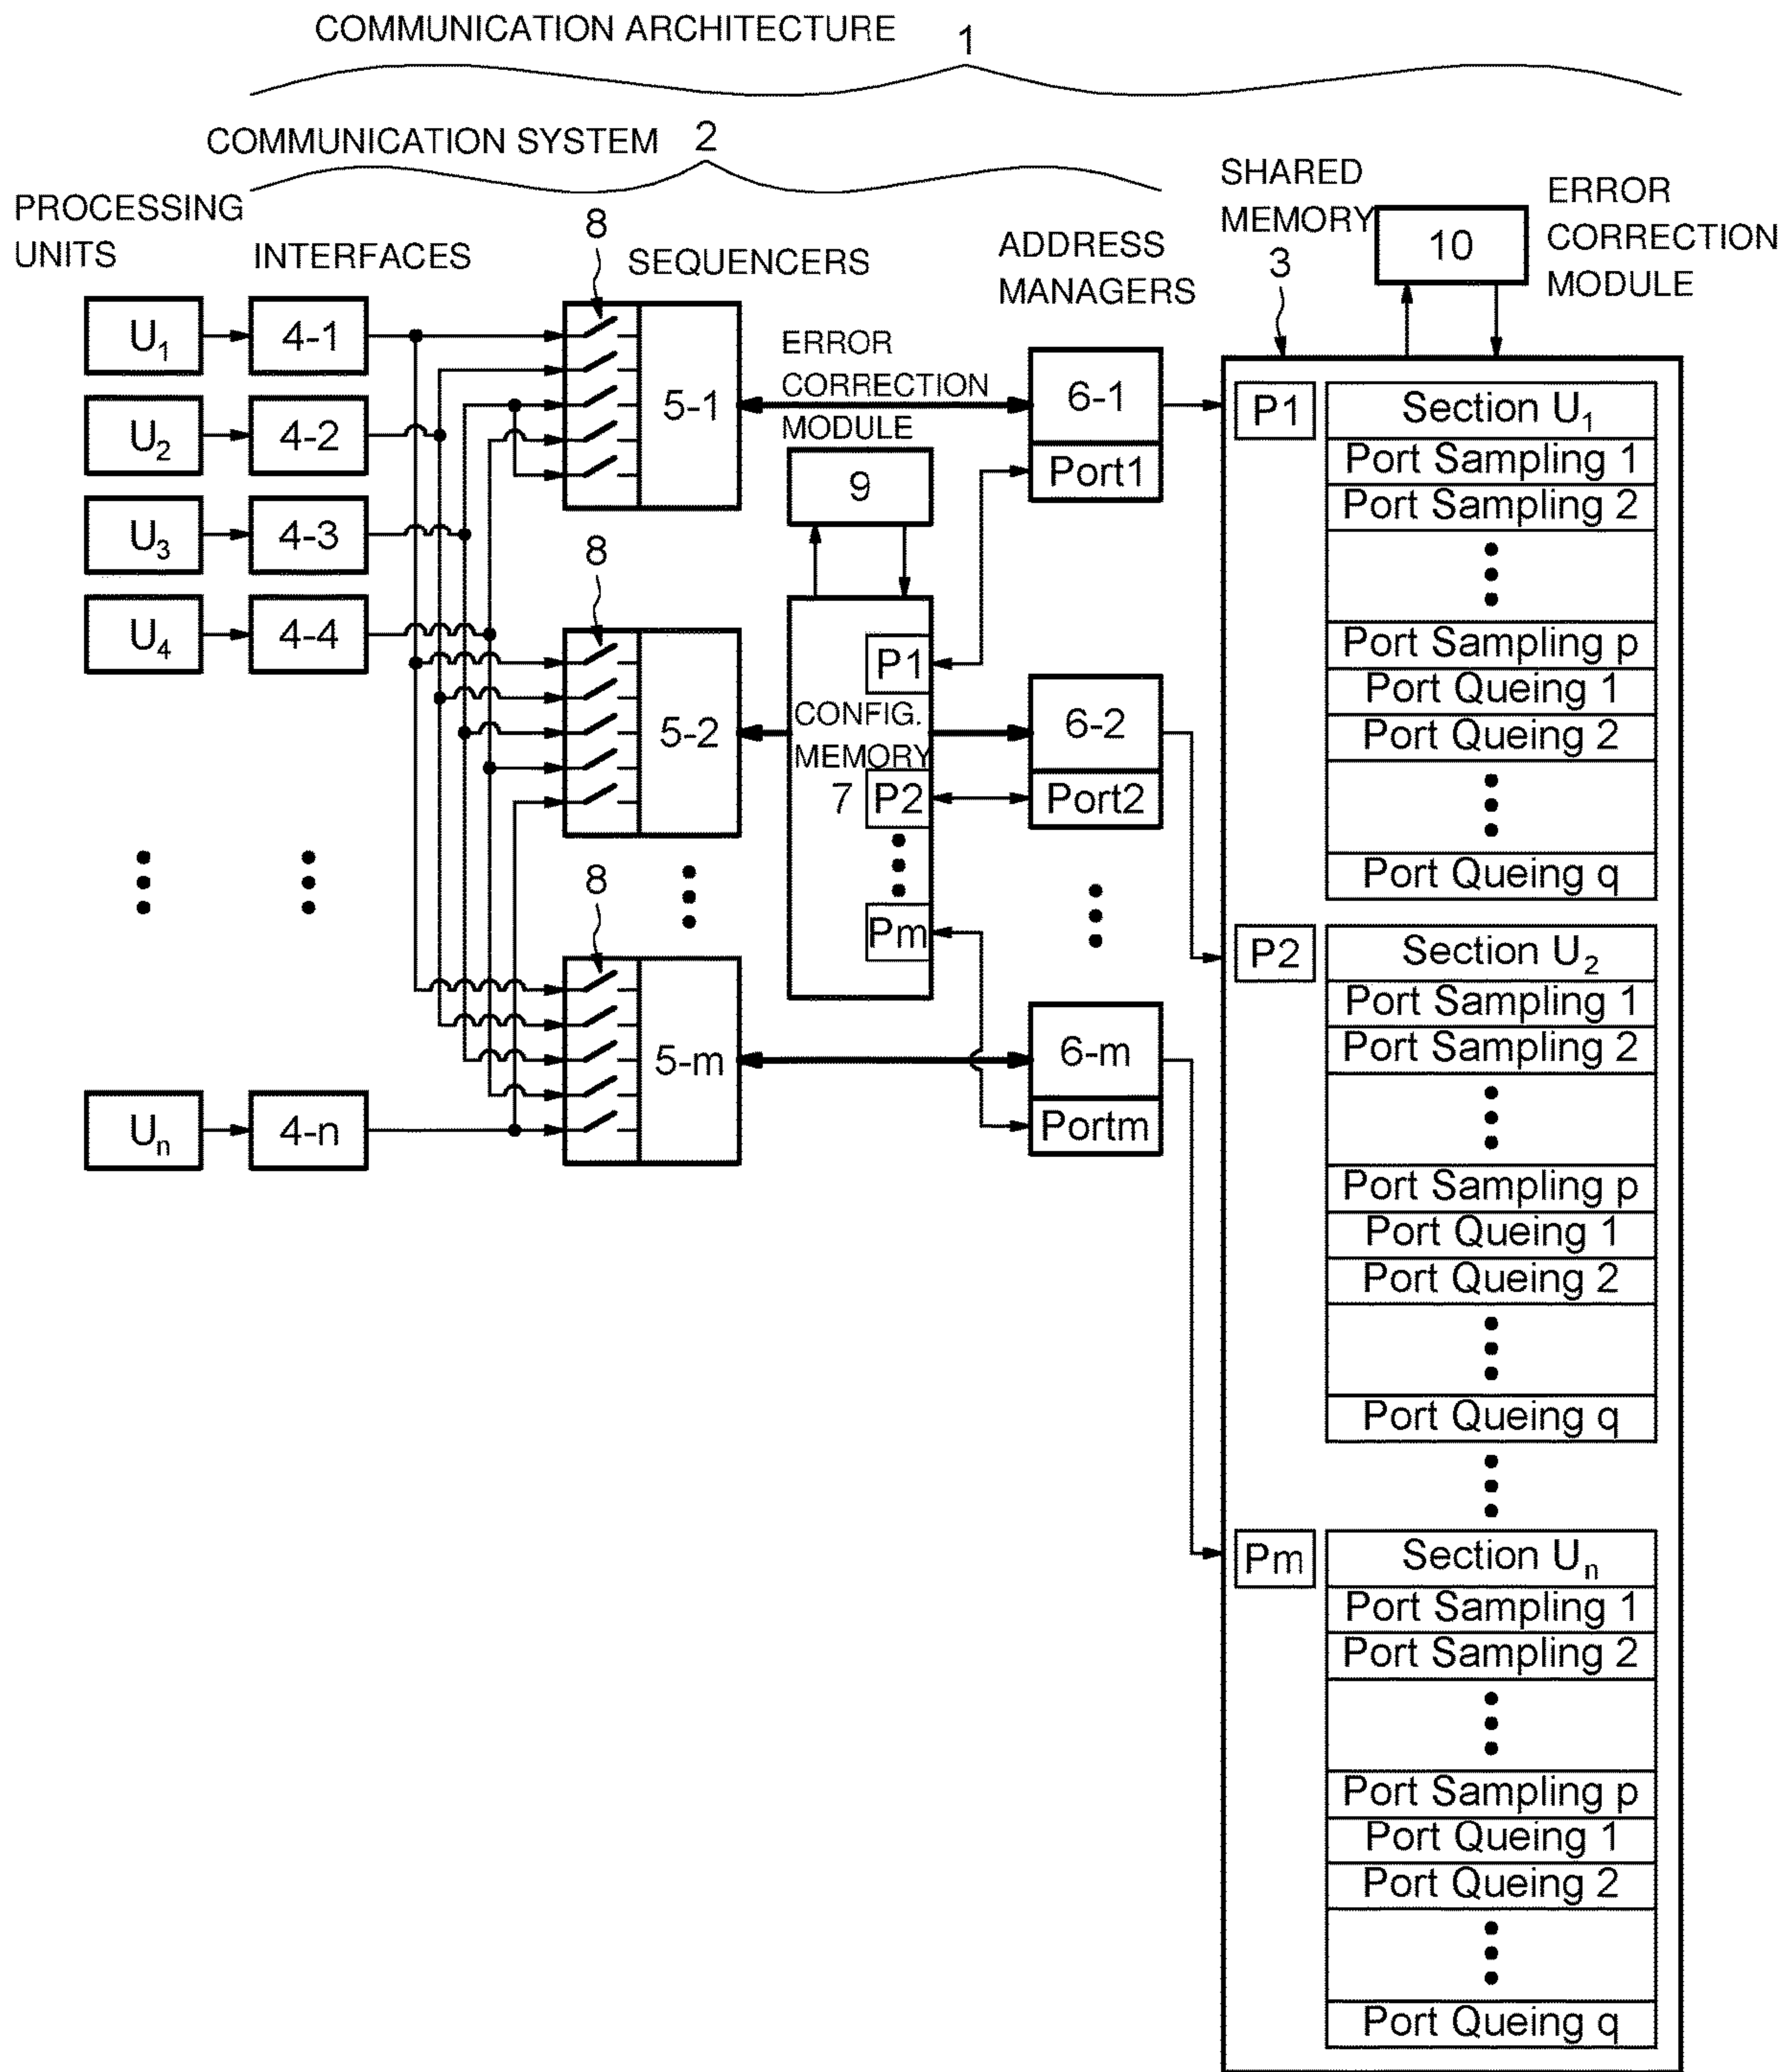 COMMUNICATION ARCHITECTURE 1
COMMUNICATION SYSTEM 2
PROCESSING
UNITS
INTERFACES
8
SEQUENCERS
ADDRESS
MANAGERS
SHARED
MEMORY
3
10
ERROR
CORRECTION
MODULE
U1
4-1
U2
4-2
U3
4-3
U4
4-4
Un
4-n
5-1
8
5-2
8
5-m
ERROR
CORRECTION
MODULE
9
P1
CONFIG.
MEMORY
7
P2
Pm
6-1
Port1
6-2
Port2
6-m
Portm
P1
Section U1
Port Sampling 1
Port Sampling 2
Port Sampling p
Port Queing 1
Port Queing 2
Port Queing q
P2
Section U2
Port Sampling 1
Port Sampling 2
Port Sampling p
Port Queing 1
Port Queing 2
Port Queing q
Pm
Section Un
Port Sampling 1
Port Sampling 2
Port Sampling p
Port Queing 1
Port Queing 2
Port Queing q